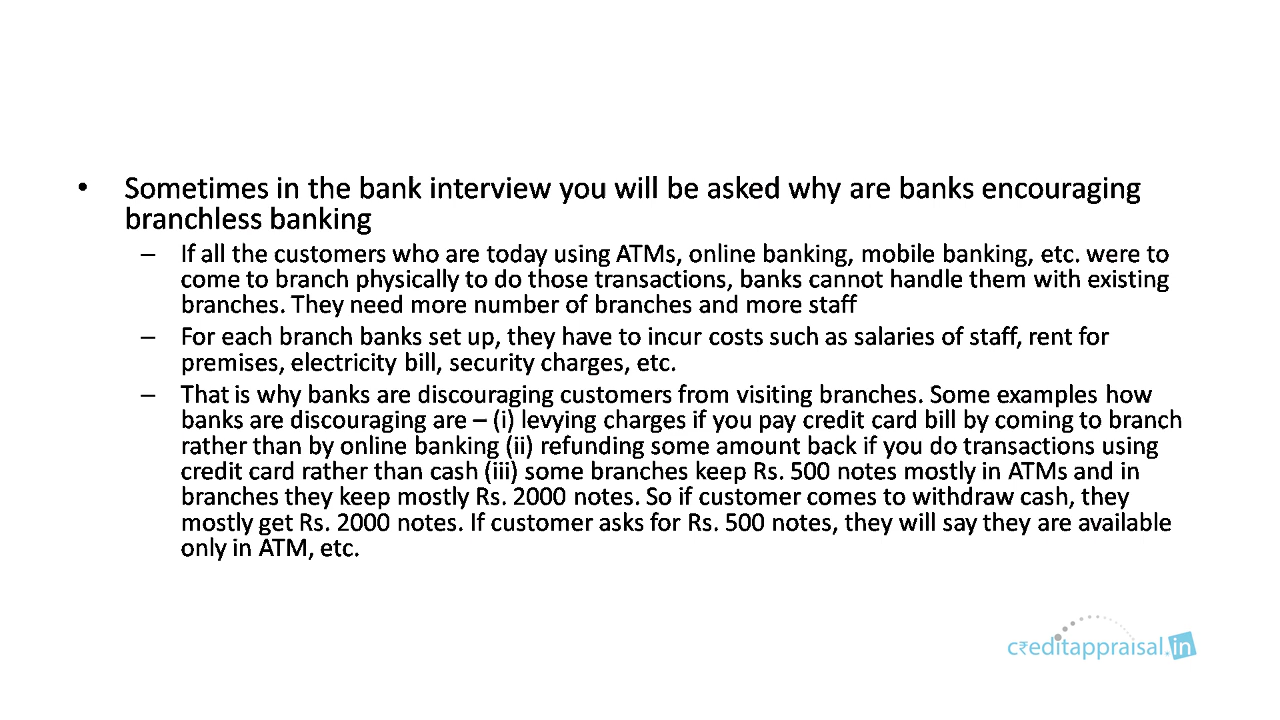 • Sometimes in the bank interview you will be asked why are banks encouraging
branchless banking
– If all the customers who are today using ATMs, online banking, mobile banking, etc. were to
come to branch physically to do those transactions, banks cannot handle them with existing
branches. They need more number of branches and more staff
– For each branch banks set up, they have to incur costs such as salaries of staff, rent for
premises, electricity bill, security charges, etc.
– That is why banks are discouraging customers from visiting branches. Some examples how
banks are discouraging are – (i) levying charges if you pay credit card bill by coming to branch
rather than by online banking (ii) refunding some amount back if you do transactions using
credit card rather than cash (iii) some branches keep Rs. 500 notes mostly in ATMs and in
branches they keep mostly Rs. 2000 notes. So if customer comes to withdraw cash, they
mostly get Rs. 2000 notes. If customer asks for Rs. 500 notes, they will say they are available
only in ATM, etc.
c₹editappraisal.in